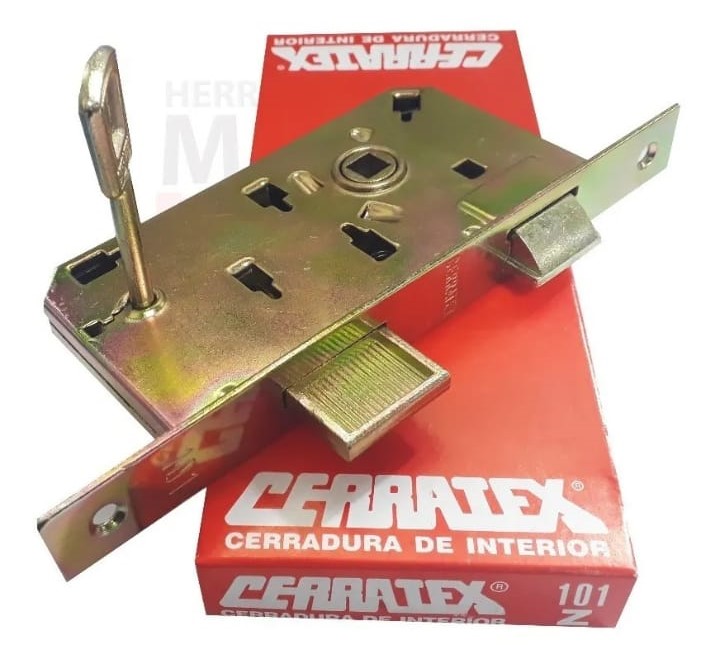 CERRATEX
CERRADURA DE INTERIOR
HERR
M
CERRATEX®
CERRADURA DE INTERIOR
CERRATEX®
CERRADURA DE INTERIOR
101
Z